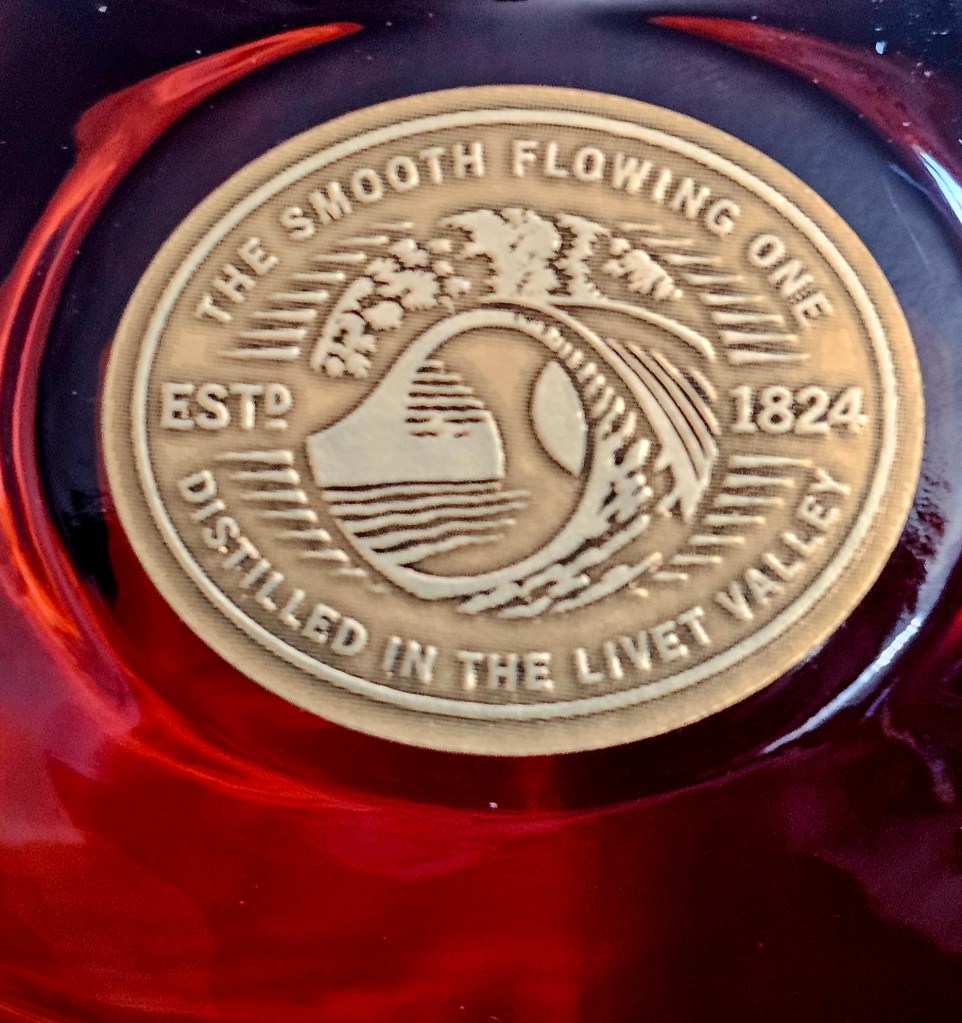 THE SMOOTH FLOWING ONE
ESTD 1824
DISTILLED IN THE LIVET VALLEY